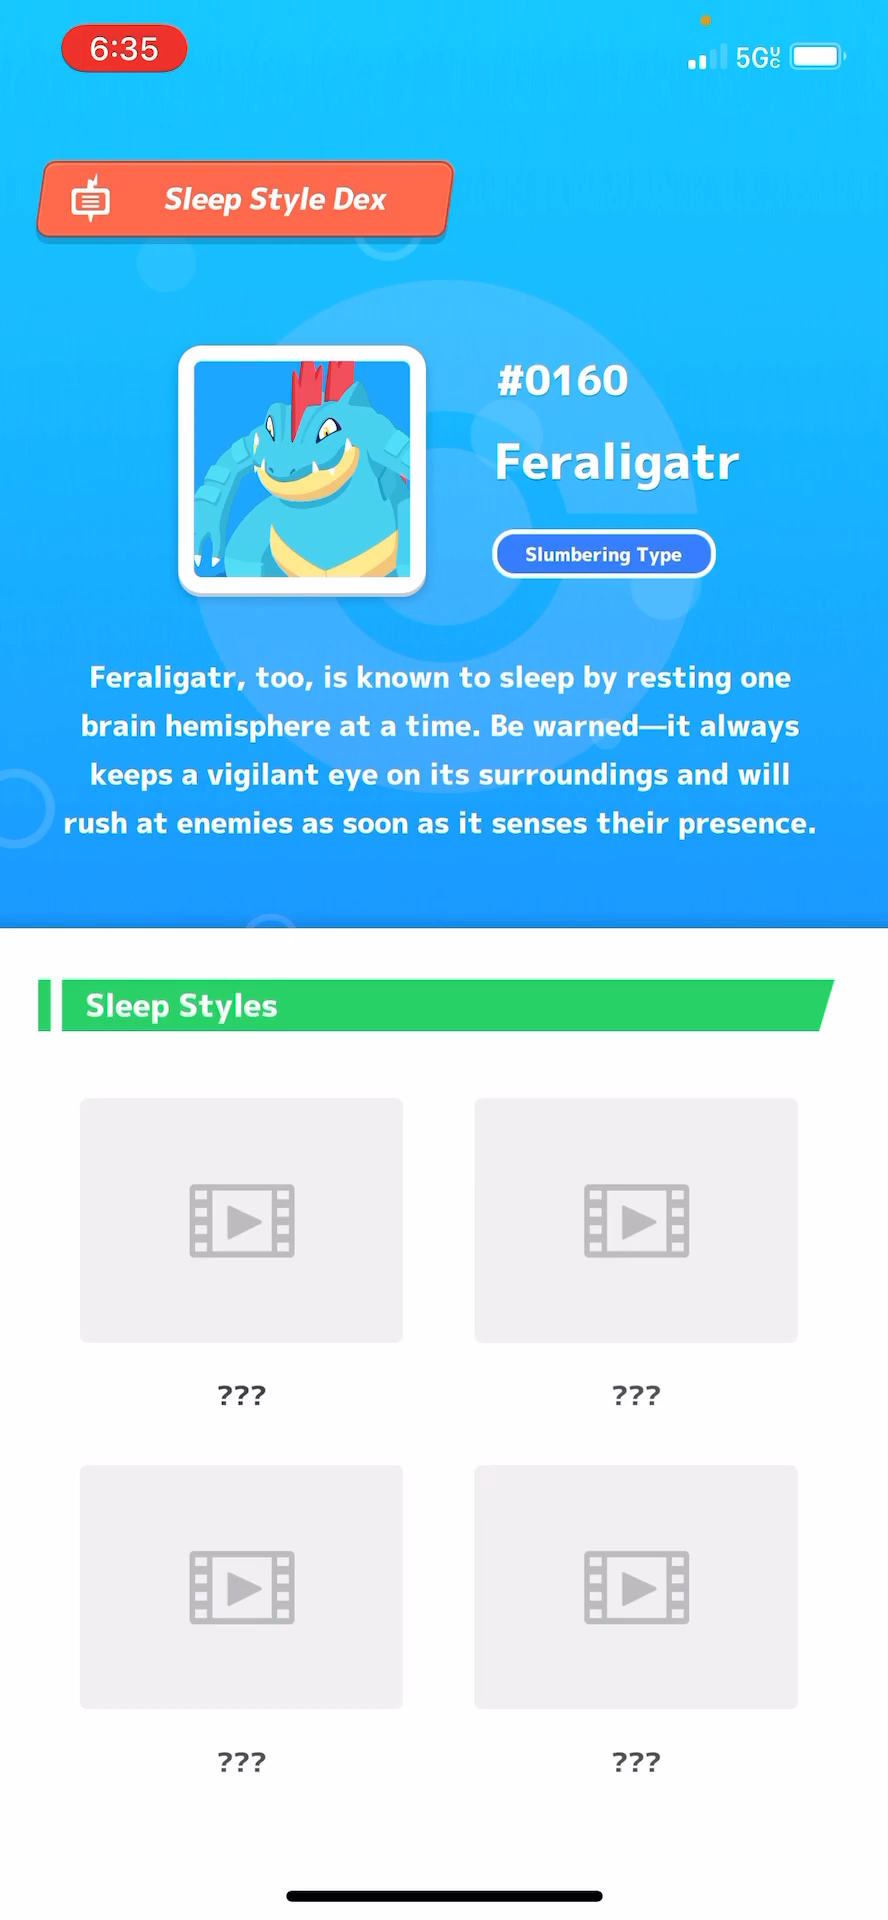 6:35
5GUC
Sleep Style Dex
#0160
Feraligatr
Slumbering Type
Feraligatr, too, is known to sleep by resting one
brain hemisphere at a time. Be warned—it always
keeps a vigilant eye on its surroundings and will
rush at enemies as soon as it senses their presence.
Sleep Styles
???
???
???
???